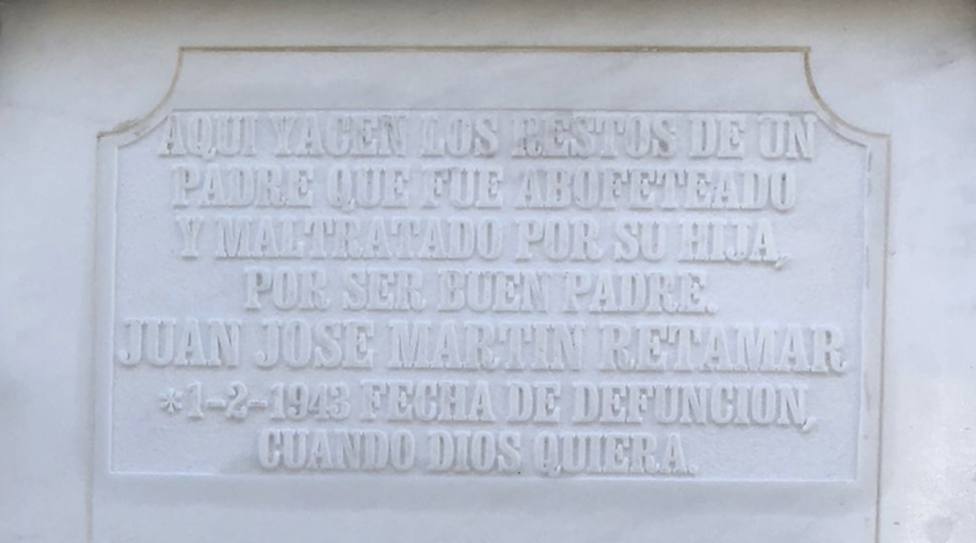 AQUI YACEN LOS RESTOS DE UN
PADRE QUE FUE ABOFETEADO
Y MALTRATADO POR SU HIJA,
POR SER BUEN PADRE.
JUAN JOSE MARTIN RETAMAR
*1-2-1943 FECHA DE DEFUNCION,
CUANDO DIOS QUIERA.